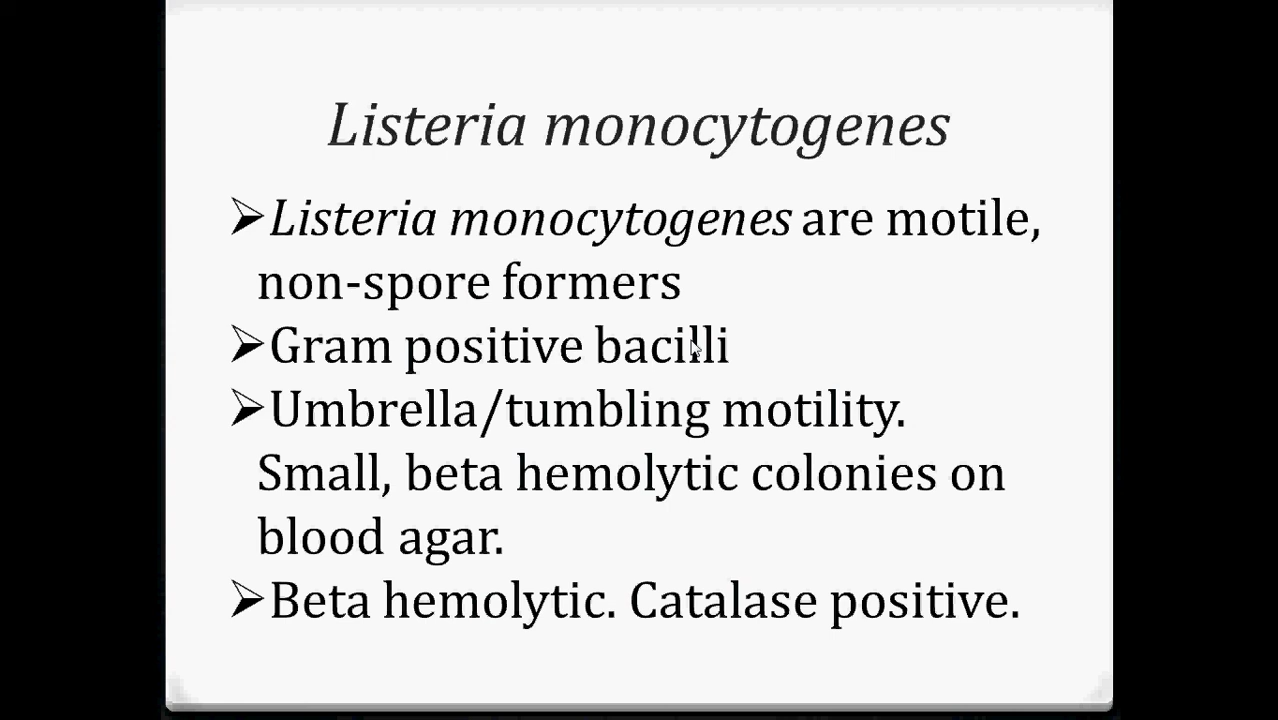 Listeria monocytogenes
➢Listeria monocytogenes are motile,
non-spore formers
➢Gram positive bacilli
➢Umbrella/tumbling motility.
Small, beta hemolytic colonies on
blood agar.
➢Beta hemolytic. Catalase positive.